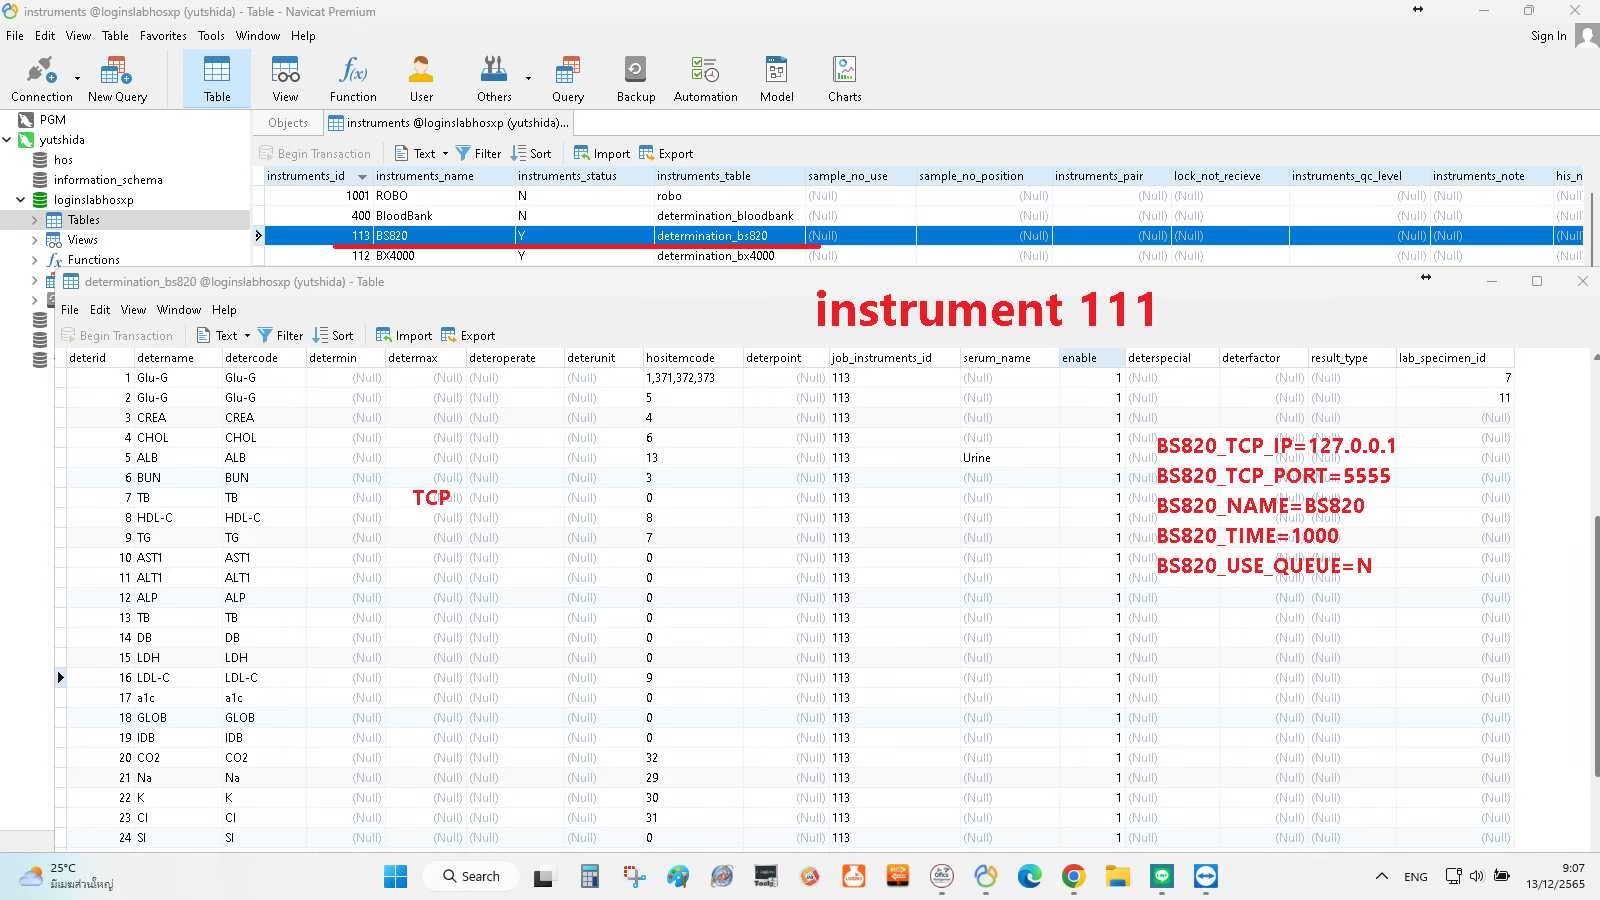 instruments @loginslabhosxp (yutshida) - Table - Navicat Premium
File Edit View Table Favorites Tools Window Help
Sign In
Connection New Query Table View Function User Others Query Backup Automation Model Charts
PGM
yutshida
hos
information_schema
loginslabhosxp
Tables
Views
Functions
Objects instruments @loginslabhosxp (yutshida)...
Begin Transaction Text Filter Sort Import Export
instruments_id instruments_name instruments_status instruments_table sample_no_use sample_no_position instruments_pair lock_not_recieve instruments_qc_level instruments_note his_n
1001 ROBO N robo (Null) (Null) (Null) (Null) (Null) (Null) (Null
400 BloodBank N determination_bloodbank (Null) (Null) (Null) (Null) (Null) (Null) (Null
113 BS820 Y determination_bs820 (Null) (Null) (Null) (Null) (Null) (Null) (Null
112 BX4000 Y determination_bx4000 (Null) (Null) (Null) (Null) (Null) (Null) (Null
determination_bs820 @loginslabhosxp (yutshida) - Table
instrument 111
File Edit View Window Help
Begin Transaction Text Filter Sort Import Export
deterid detername detercode determin determax deteroperate deterunit hositemcode deterpoint job_instruments_id serum_name enable deterspecial deterfactor result_type lab_specimen_id
1 Glu-G Glu-G (Null) (Null) (Null) (Null) 1,371,372,373 (Null) 113 (Null) 1 (Null) (Null) (Null) 7
2 Glu-G Glu-G (Null) (Null) (Null) (Null) 5 (Null) 113 (Null) 1 (Null) (Null) (Null) 11
3 CREA CREA (Null) (Null) (Null) (Null) 4 (Null) 113 (Null) 1 (Null) (Null) (Null) (Null)
4 CHOL CHOL (Null) (Null) (Null) (Null) 6 (Null) 113 (Null) 1 (Null) (Null) (Null) (Null)
5 ALB ALB (Null) (Null) (Null) (Null) 13 (Null) 113 Urine 1 (Null)
BS820_TCP_IP=127.0.0.1
6 BUN BUN (Null) (Null) (Null) (Null) 3 (Null) 113 (Null) 1 (Null)
BS820_TCP_PORT=5555
7 TB TB (Null) TCP (Null) (Null) 0 (Null) 113 (Null) 1 (Null)
BS820_NAME=BS820
8 HDL-C HDL-C (Null) (Null) (Null) (Null) 8 (Null) 113 (Null) 1 (Null) (Null) (Null) (Null)
9 TG TG (Null) (Null) (Null) (Null) 7 (Null) 113 (Null) 1 (Null)
BS820_TIME=1000
10 AST1 AST1 (Null) (Null) (Null) (Null) 0 (Null) 113 (Null) 1 (Null) (Null) (Null) (Null)
BS820_USE_QUEUE=N
11 ALT1 ALT1 (Null) (Null) (Null) (Null) 0 (Null) 113 (Null) 1 (Null) (Null) (Null) (Null)
12 ALP ALP (Null) (Null) (Null) (Null) 0 (Null) 113 (Null) 1 (Null) (Null) (Null) (Null)
13 TB TB (Null) (Null) (Null) (Null) 0 (Null) 113 (Null) 1 (Null) (Null) (Null) (Null)
14 DB DB (Null) (Null) (Null) (Null) 0 (Null) 113 (Null) 1 (Null) (Null) (Null) (Null)
15 LDH LDH (Null) (Null) (Null) (Null) 0 (Null) 113 (Null) 1 (Null) (Null) (Null) (Null)
16 LDL-C LDL-C (Null) (Null) (Null) (Null) 9 (Null) 113 (Null) 1 (Null) (Null) (Null) (Null)
17 a1c a1c (Null) (Null) (Null) (Null) 0 (Null) 113 (Null) 1 (Null) (Null) (Null) (Null)
18 GLOB GLOB (Null) (Null) (Null) (Null) 0 (Null) 113 (Null) 1 (Null) (Null) (Null) (Null)
19 IDB IDB (Null) (Null) (Null) (Null) 0 (Null) 113 (Null) 1 (Null) (Null) (Null) (Null)
20 CO2 CO2 (Null) (Null) (Null) (Null) 32 (Null) 113 (Null) 1 (Null) (Null) (Null) (Null)
21 Na Na (Null) (Null) (Null) (Null) 29 (Null) 113 (Null) 1 (Null) (Null) (Null) (Null)
22 K K (Null) (Null) (Null) (Null) 30 (Null) 113 (Null) 1 (Null) (Null) (Null) (Null)
23 Cl Cl (Null) (Null) (Null) (Null) 31 (Null) 113 (Null) 1 (Null) (Null) (Null) (Null)
24 SI SI (Null) (Null) (Null) (Null) 0 (Null) 113 (Null) 1 (Null) (Null) (Null) (Null)
25°C
มีเมฆส่วนใหญ่
Search
ENG
9:07
13/12/2565